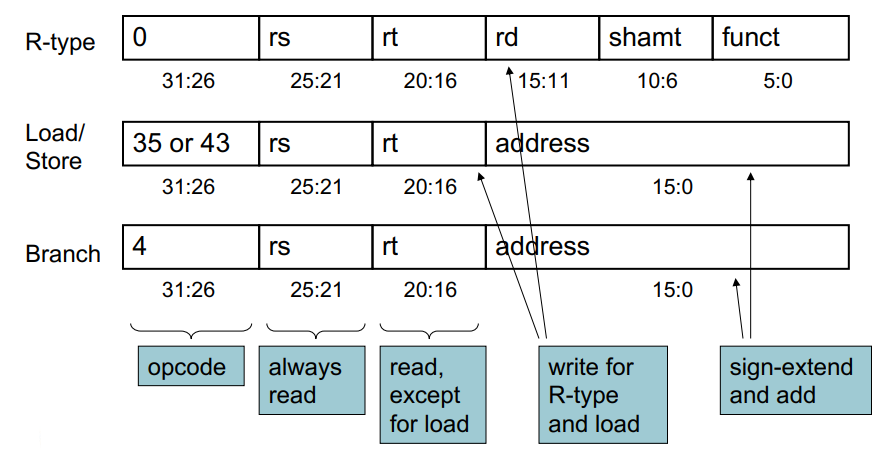 R-type 0 rs rt rd shamt funct
31:26 25:21 20:16 15:11 10:6 5:0
Load/
Store
35 or 43 rs rt address
31:26 25:21 20:16 15:0
Branch 4 rs rt address
31:26 25:21 20:16 15:0
opcode
always
read
read,
except
for load
write for
R-type
and load
sign-extend
and add